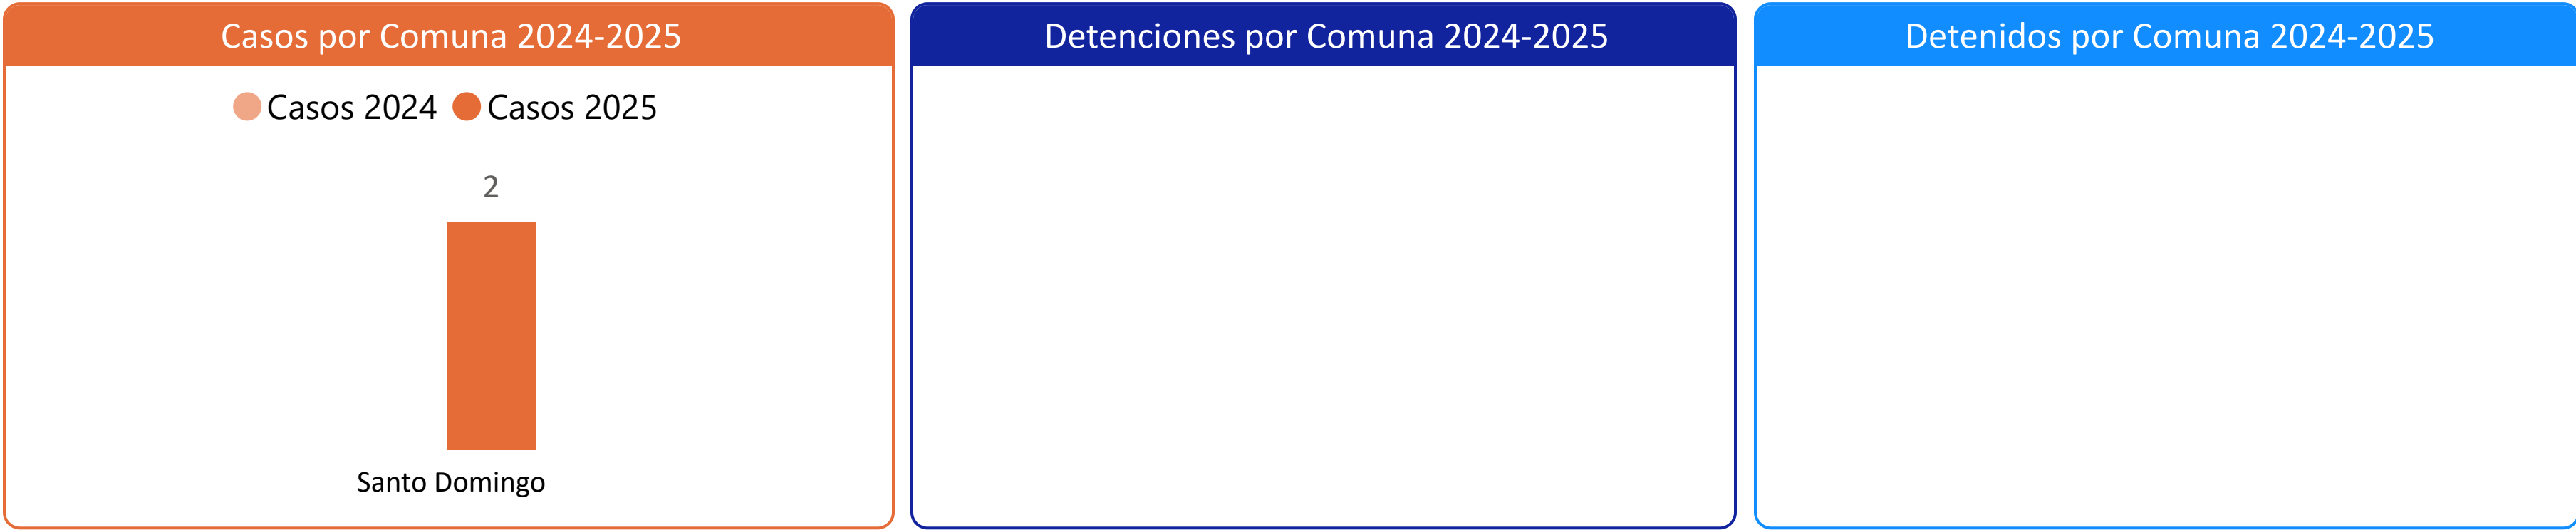 Casos por Comuna 2024-2025
Casos 2024 Casos 2025
2
Santo Domingo
Detenciones por Comuna 2024-2025
Detenidos por Comuna 2024-2025